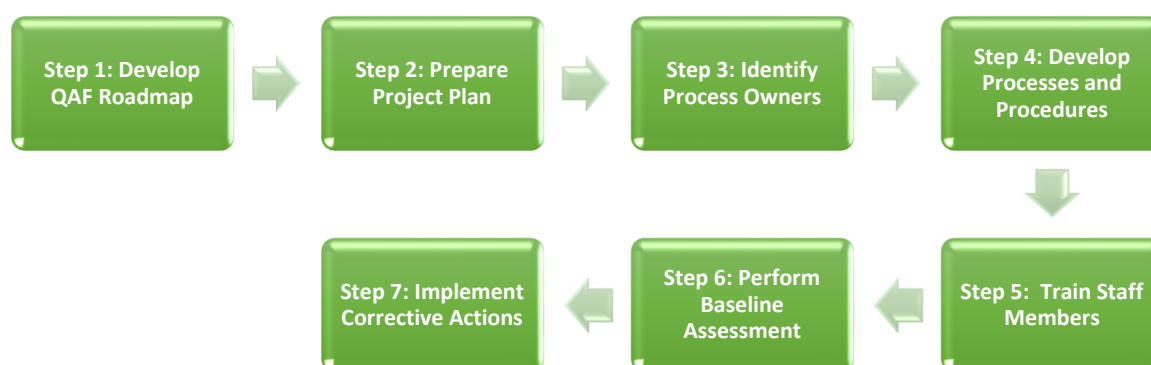 Step 1: Develop
QAF Roadmap
Step 2: Prepare
Project Plan
Step 3: Identify
Process Owners
Step 4: Develop
Processes and
Procedures
Step 5:  Train Staff
Members
Step 6: Perform
Baseline
Assessment
Step 7: Implement
Corrective Actions